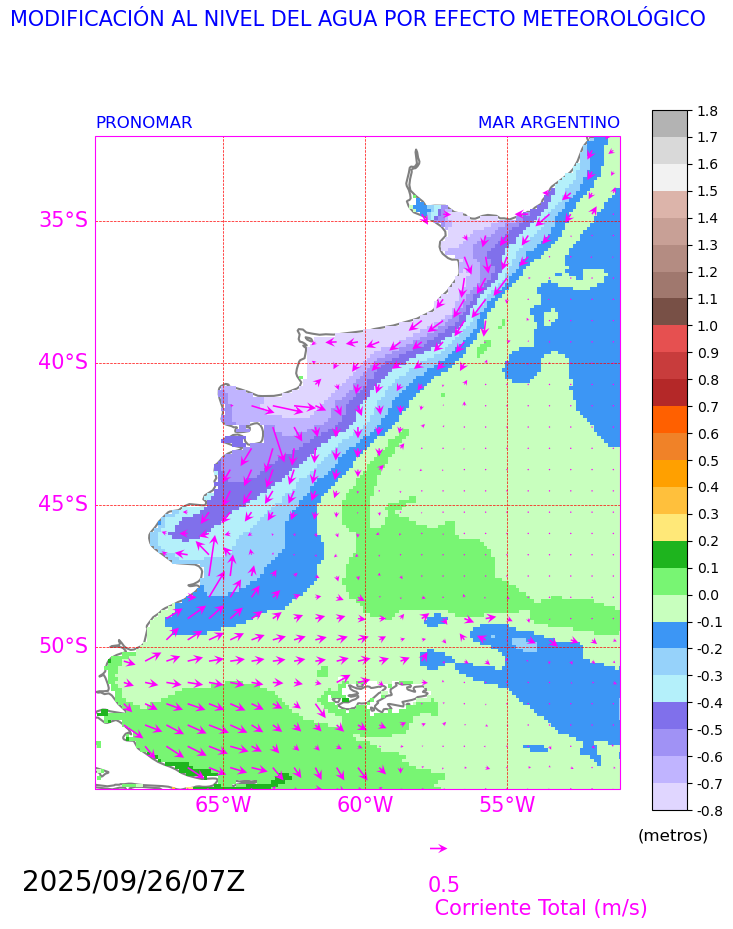 MODIFICACIÓN AL NIVEL DEL AGUA POR EFECTO METEOROLÓGICO
PRONOMAR MAR ARGENTINO
35°S
40°S
45°S
50°S
65°W 60°W 55°W
1.8
1.7
1.6
1.5
1.4
1.3
1.2
1.1
1.0
0.9
0.8
0.7
0.6
0.5
0.4
0.3
0.2
0.1
0.0
-0.1
-0.2
-0.3
-0.4
-0.5
-0.6
-0.7
-0.8
(metros)
2025/09/26/07Z
0.5
Corriente Total (m/s)